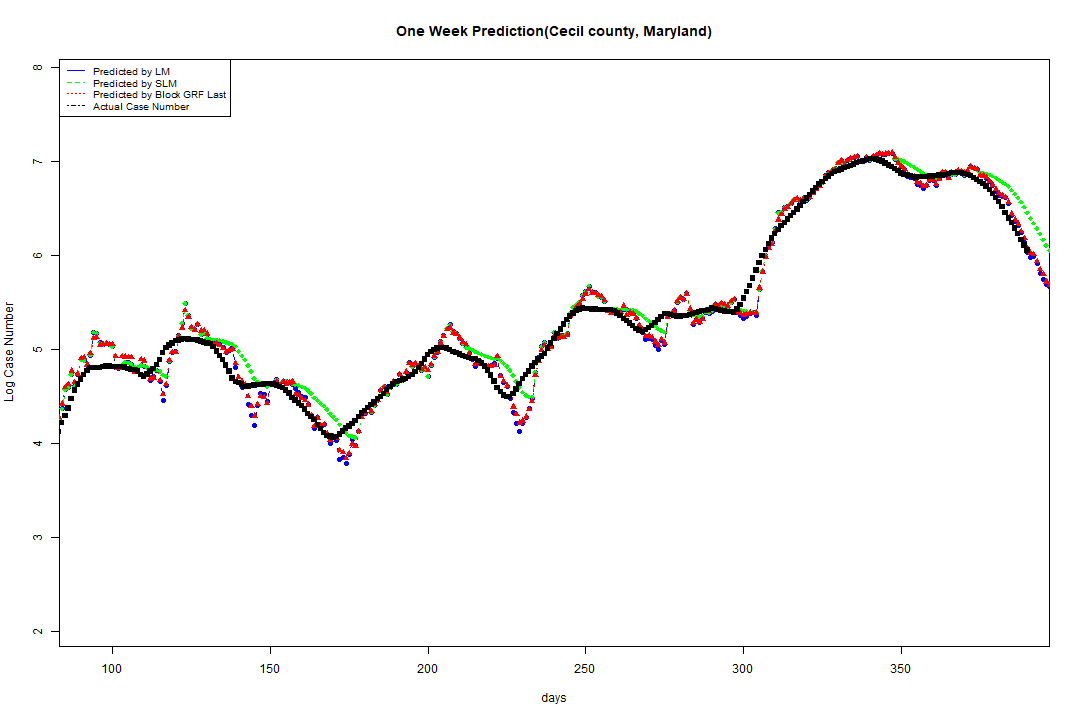 One Week Prediction(Cecil county, Maryland)
Predicted by LM
Predicted by SLM
Predicted by Block GRF Last
Actual Case Number
8
7
6
5
4
3
2
Log Case Number
100 150 200 250 300 350
days